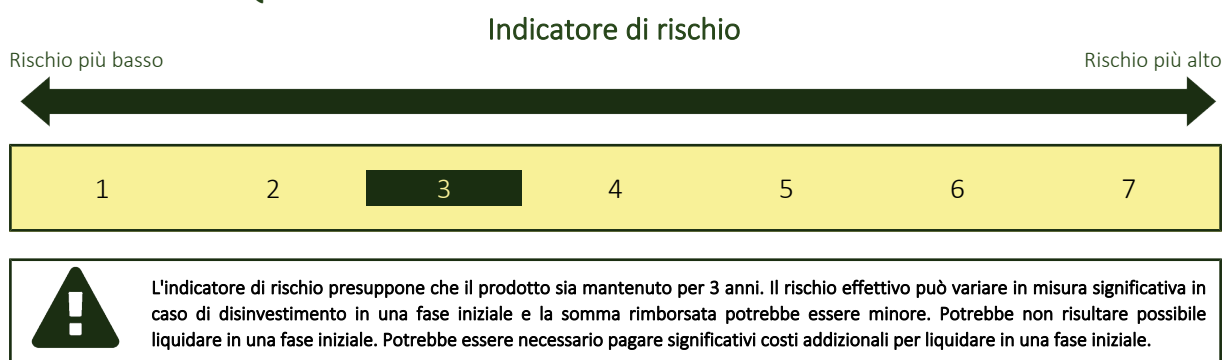 Indicatore di rischio
Rischio più basso Rischio più alto
1 2 3 4 5 6 7
L'indicatore di rischio presuppone che il prodotto sia mantenuto per 3 anni. Il rischio effettivo può variare in misura significativa in
caso di disinvestimento in una fase iniziale e la somma rimborsata potrebbe essere minore. Potrebbe non risultare possibile
liquidare in una fase iniziale. Potrebbe essere necessario pagare significativi costi addizionali per liquidare in una fase iniziale.